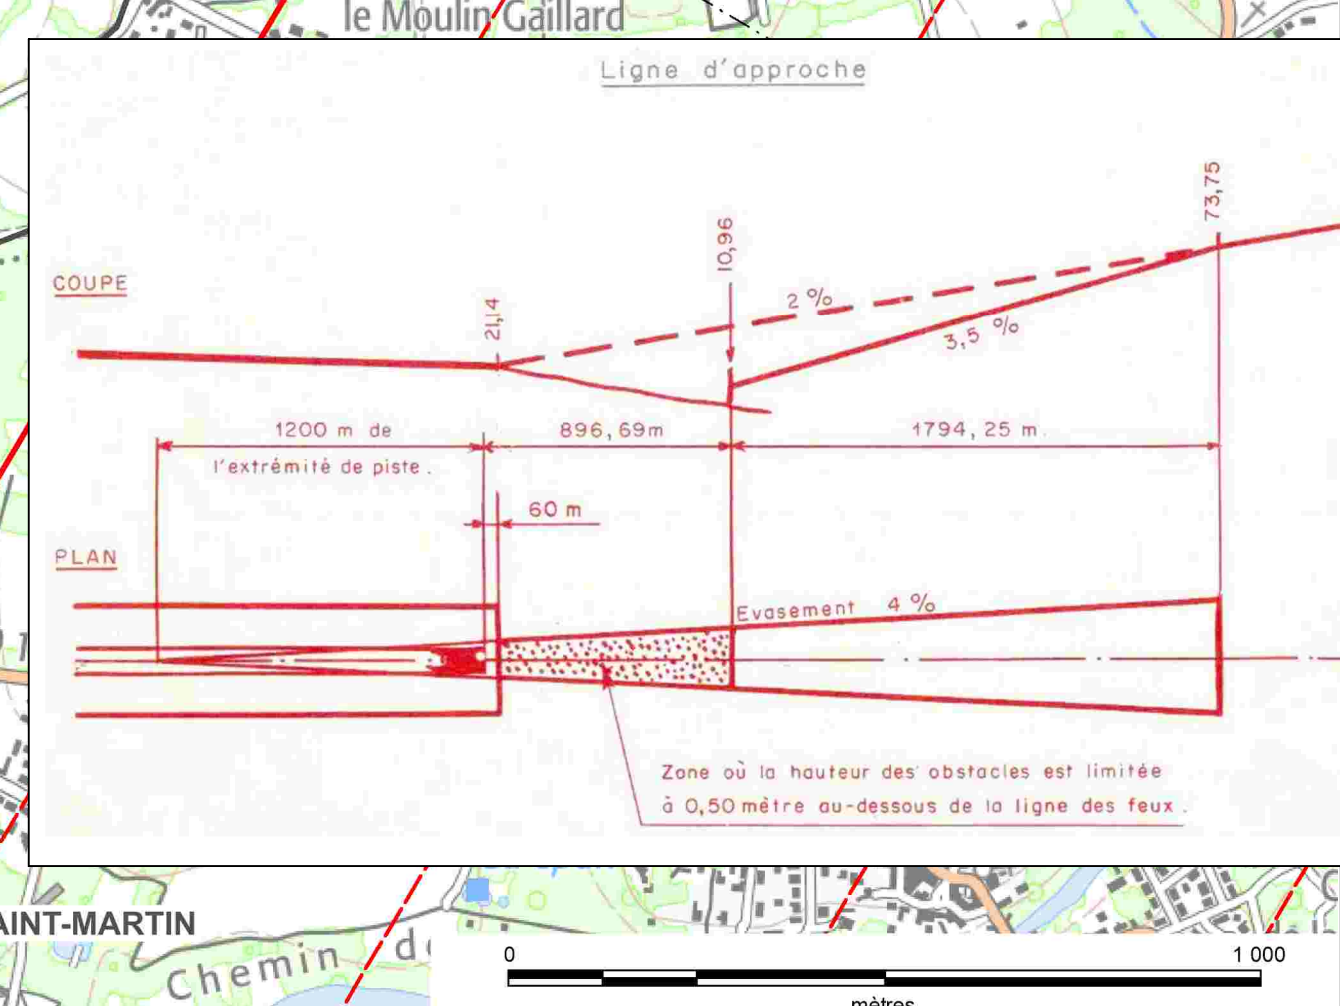 le Moulin Gaillard
Ligne d'approche
73,75
10,96
COUPE
21,14
2 %
3,5 %
1200 m de
l'extrémité de piste.
896,69m
1794, 25 m.
60 m
PLAN
Evasement 4 %
Zone où la hauteur des obstacles est limitée
à 0,50 mètre au-dessous de la ligne des feux.
AINT-MARTIN
Chemin de
0
1 000
mètres